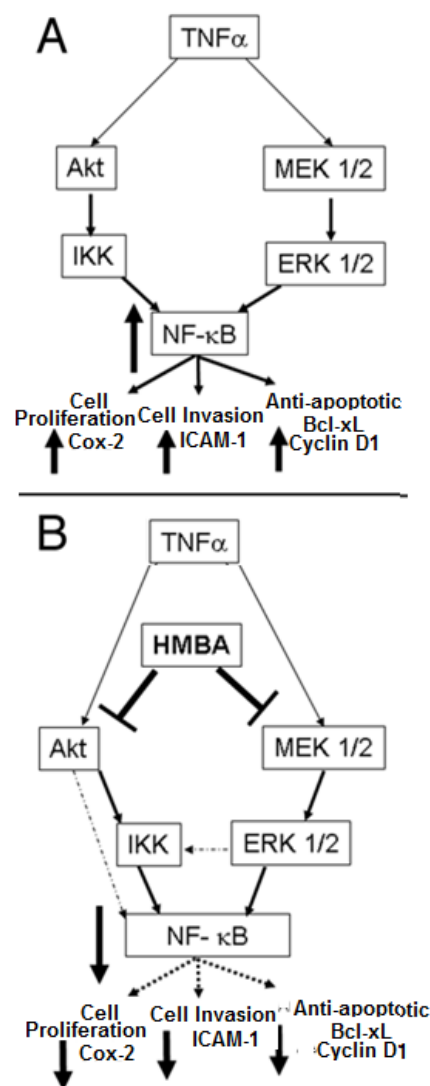 A
TNFα
Akt
MEK 1/2
IKK
ERK 1/2
NF-κB
Cell
Proliferation
Cox-2
Cell Invasion
ICAM-1
Anti-apoptotic
Bcl-xL
Cyclin D1
B
TNFα
HMBA
Akt
MEK 1/2
IKK
ERK 1/2
NF- κB
Cell
Proliferation
Cox-2
Cell Invasion
ICAM-1
Anti-apoptotic
Bcl-xL
Cyclin D1